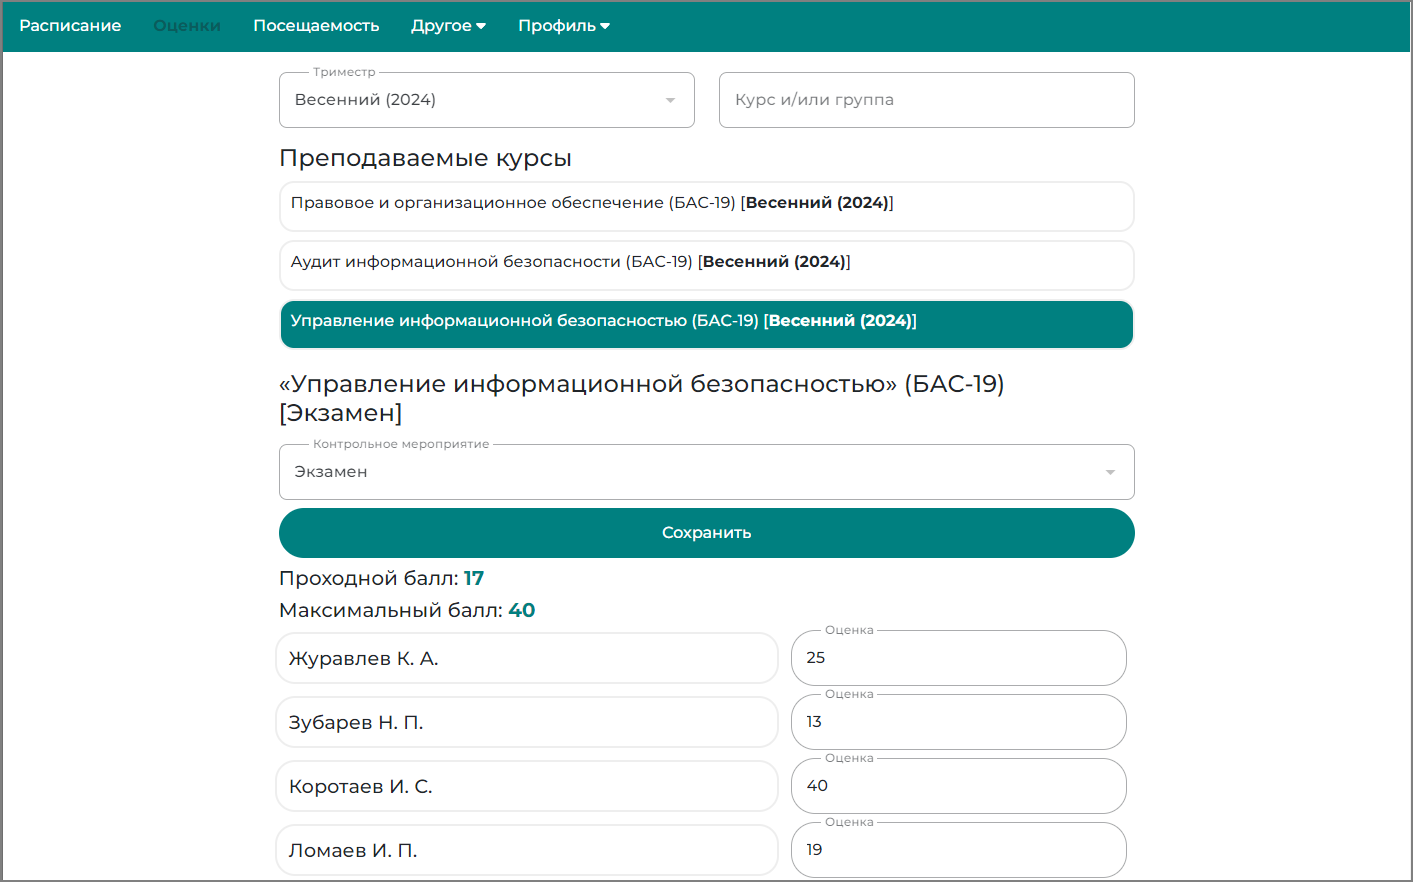 Расписание Оценки Посещаемость Другое Профиль
Триместр
Весенний (2024)
Курс и/или группа
Преподаваемые курсы
Правовое и организационное обеспечение (БАС-19) [Весенний (2024)]
Аудит информационной безопасности (БАС-19) [Весенний (2024)]
Управление информационной безопасностью (БАС-19) [Весенний (2024)]
«Управление информационной безопасностью» (БАС-19)
[Экзамен]
Контрольное мероприятие
Экзамен
Сохранить
Проходной балл: 17
Максимальный балл: 40
Оценка
Журавлев К. А. 25
Оценка
Зубарев Н. П. 13
Оценка
Коротаев И. С. 40
Оценка
Ломаев И. П. 19